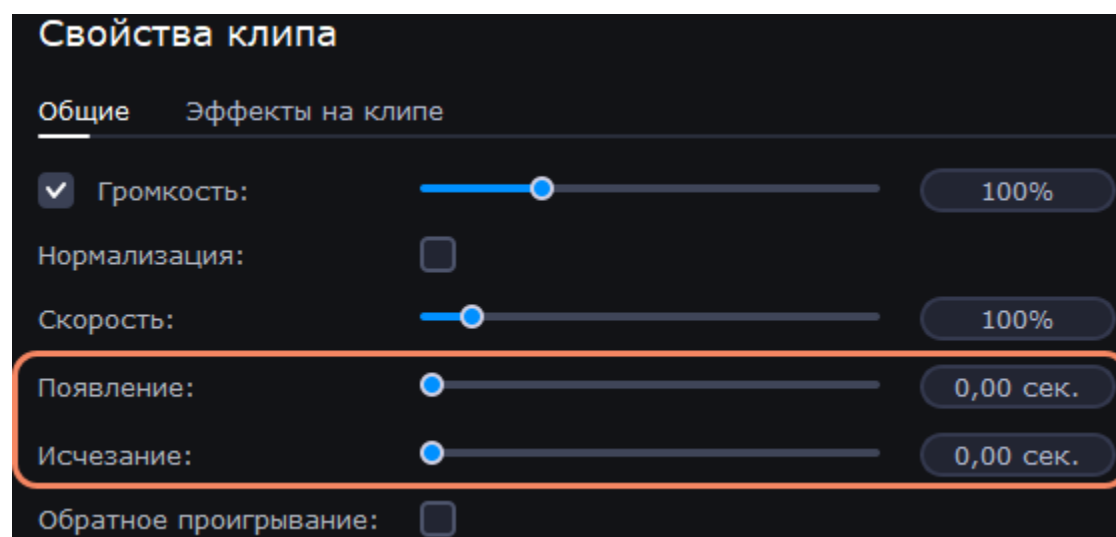 Свойства клипа
Общие Эффекты на клипе
Громкость: 100%
Нормализация:
Скорость: 100%
Появление: 0,00 сек.
Исчезание: 0,00 сек.
Обратное проигрывание: